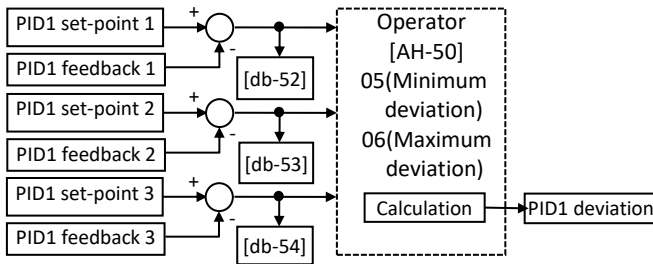 PID1 set-point 1
+
-
PID1 feedback 1
[db-52]
PID1 set-point 2
+
-
PID1 feedback 2
[db-53]
PID1 set-point 3
+
-
PID1 feedback 3
[db-54]
Operator
[AH-50]
05(Minimum
deviation)
06(Maximum
deviation)
Calculation
PID1 deviation